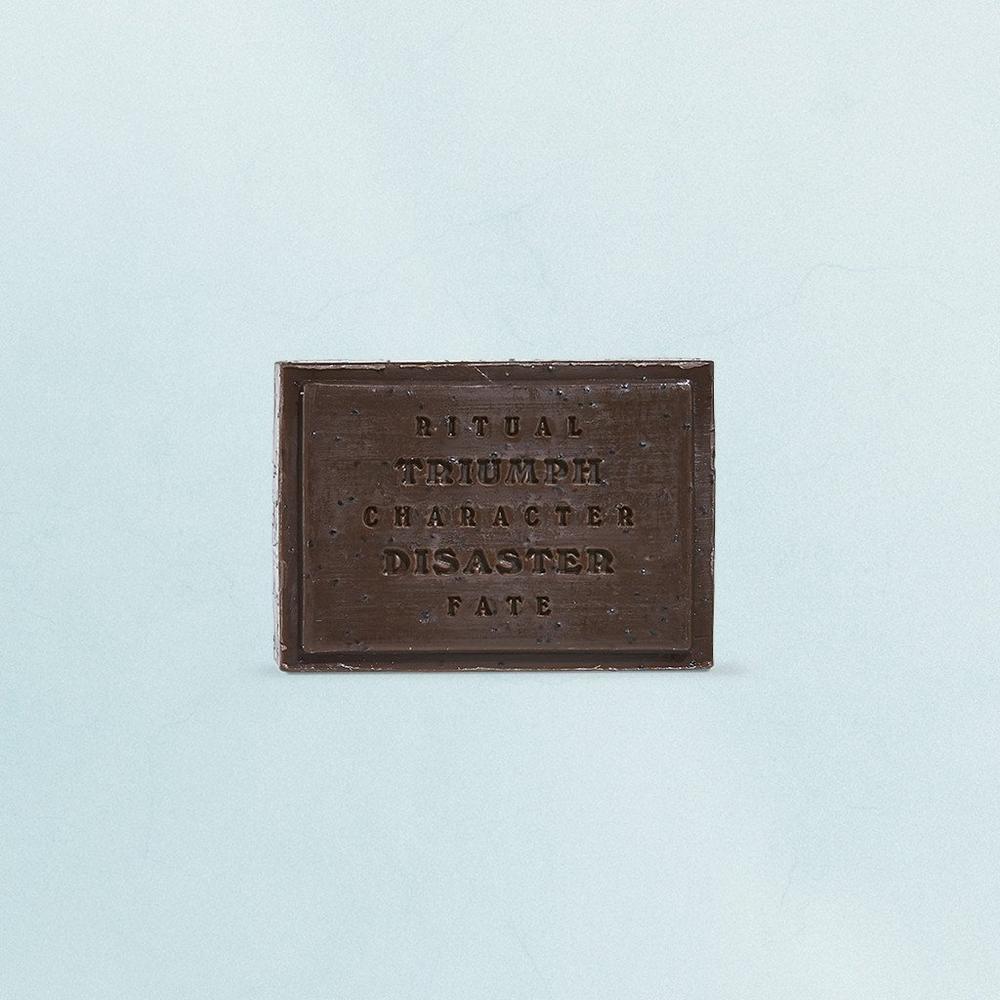 RITUAL
TRIUMPH
CHARACTER
DISASTER
FATE